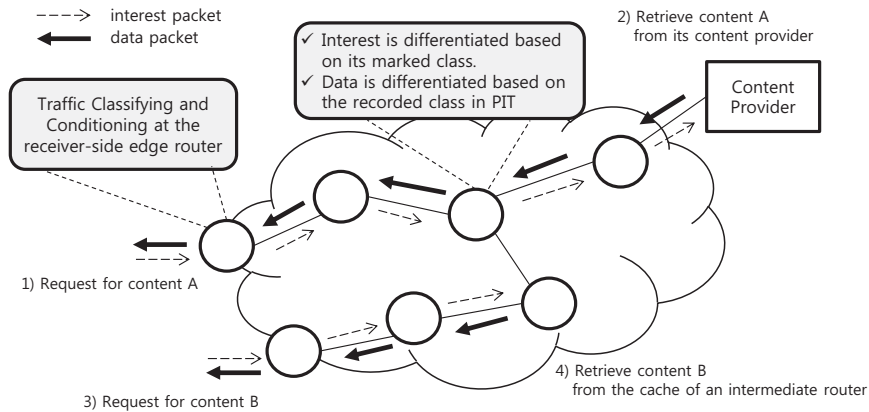 interest packet
data packet
✓ Interest is differentiated based
on its marked class.
✓ Data is differentiated based on
the recorded class in PIT
2) Retrieve content A
from its content provider
Content
Provider
Traffic Classifying and
Conditioning at the
receiver-side edge router
1) Request for content A
3) Request for content B
4) Retrieve content B
from the cache of an intermediate router